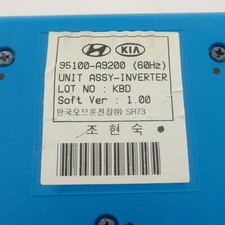 HYUNDAI KIA
95100-A9200 (60Hz)
UNIT ASSY-INVERTER
LOT NO : KBD
Soft Ver : 1.00
한국오므론전장㈜ SR73
조현숙